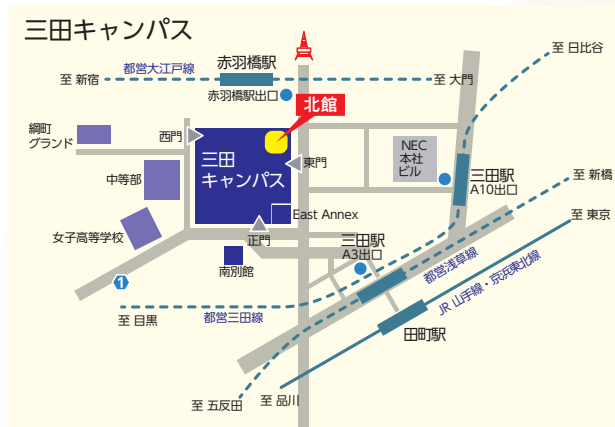 三田キャンパス
至 日比谷
赤羽橋駅
都営大江戸線
至 新宿
至 大門
赤羽橋駅出口
北館
綱町
グランド
西門
三田
キャンパス
東門
NEC
本社
ビル
三田駅
A10出口
至 新橋
中等部
East Annex
至 東京
女子高等学校
正門
三田駅
A3出口
南別館
都営浅草線
1
JR 山手線・京浜東北線
至 目黒
都営三田線
田町駅
至 品川
至 五反田